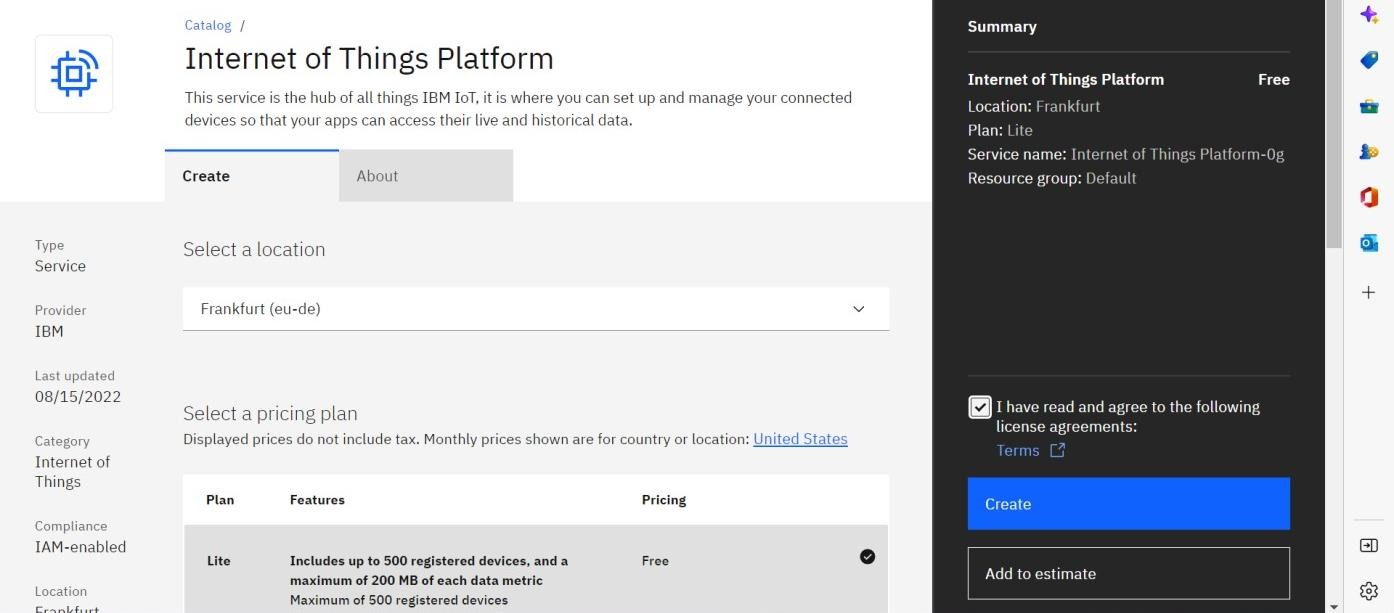 Catalog /
Internet of Things Platform
This service is the hub of all things IBM IoT, it is where you can set up and manage your connected
devices so that your apps can access their live and historical data.
Create
About
Type
Service
Provider
IBM
Last updated
08/15/2022
Category
Internet of
Things
Compliance
IAM-enabled
Location
Frankfurt
Select a location
Frankfurt (eu-de)
Select a pricing plan
Displayed prices do not include tax. Monthly prices shown are for country or location: United States
Plan Features Pricing
Lite Includes up to 500 registered devices, and a Free
maximum of 200 MB of each data metric
Maximum of 500 registered devices
Summary
Internet of Things Platform Free
Location: Frankfurt
Plan: Lite
Service name: Internet of Things Platform-0g
Resource group: Default
I have read and agree to the following
license agreements:
Terms
Create
Add to estimate